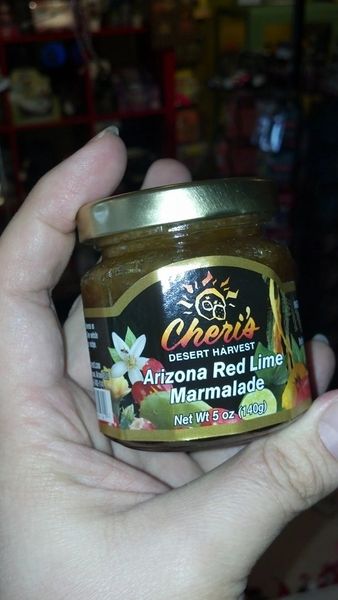 Cheri's
DESERT HARVEST
Arizona Red Lime
Marmalade
Net Wt 5 oz (140g)